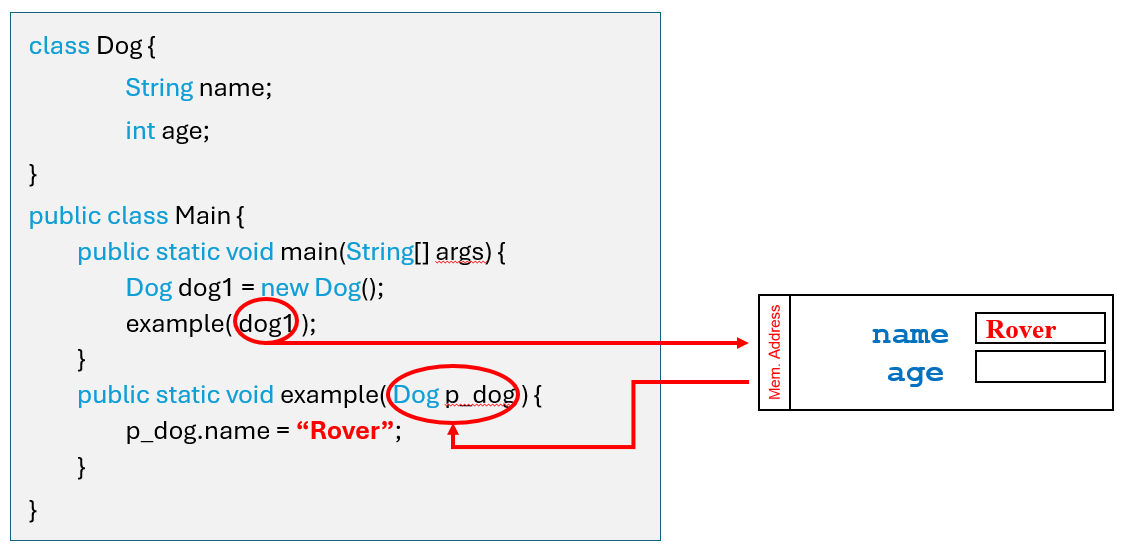 class Dog {
String name;
int age;
}
public class Main {
public static void main(String[] args) {
Dog dog1 = new Dog();
example( dog1 );
}
public static void example( Dog p_dog ) {
p_dog.name = “Rover”;
}
}
Mem. Address
name Rover
age